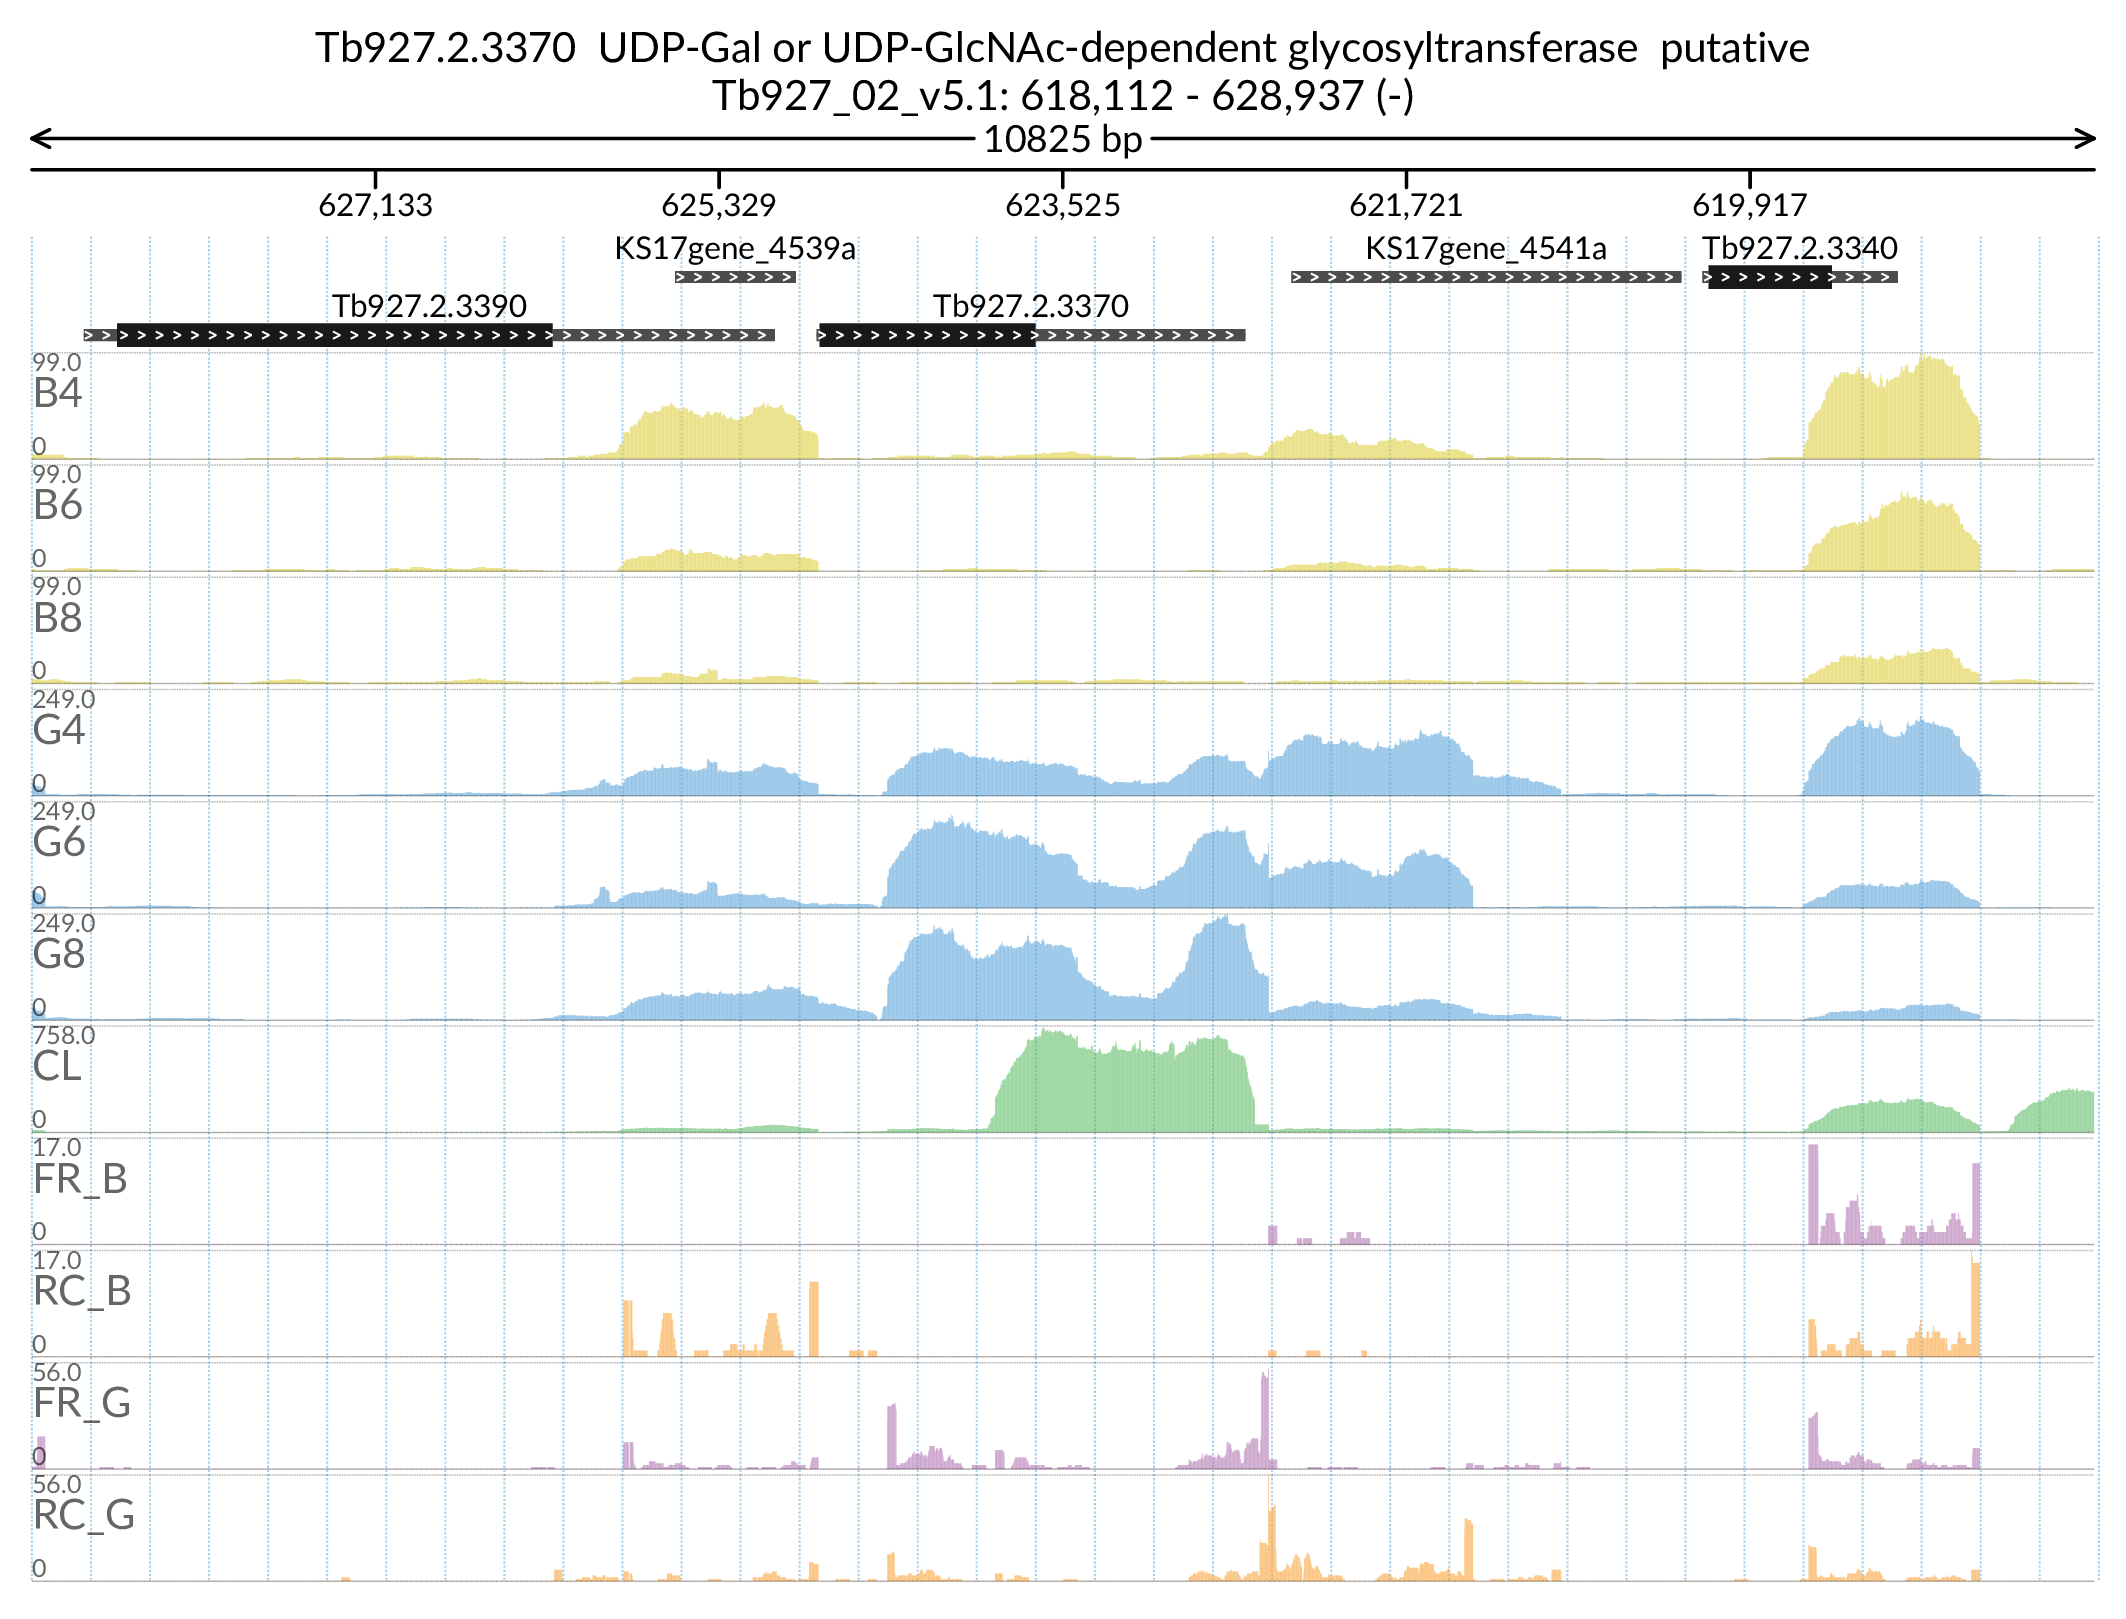 Tb927.2.3370 UDP-Gal or UDP-GlcNAc-dependent glycosyltransferase putative
Tb927_02_v5.1: 618,112 - 628,937 (-)
10825 bp
627,133 625,329 623,525 621,721 619,917
KS17gene_4539a KS17gene_4541a Tb927.2.3340
Tb927.2.3390 Tb927.2.3370
99.0
B4
0
99.0
B6
0
99.0
B8
0
249.0
G4
0
249.0
G6
0
249.0
G8
0
758.0
CL
0
17.0
FR_B
0
17.0
RC_B
0
56.0
FR_G
0
56.0
RC_G
0